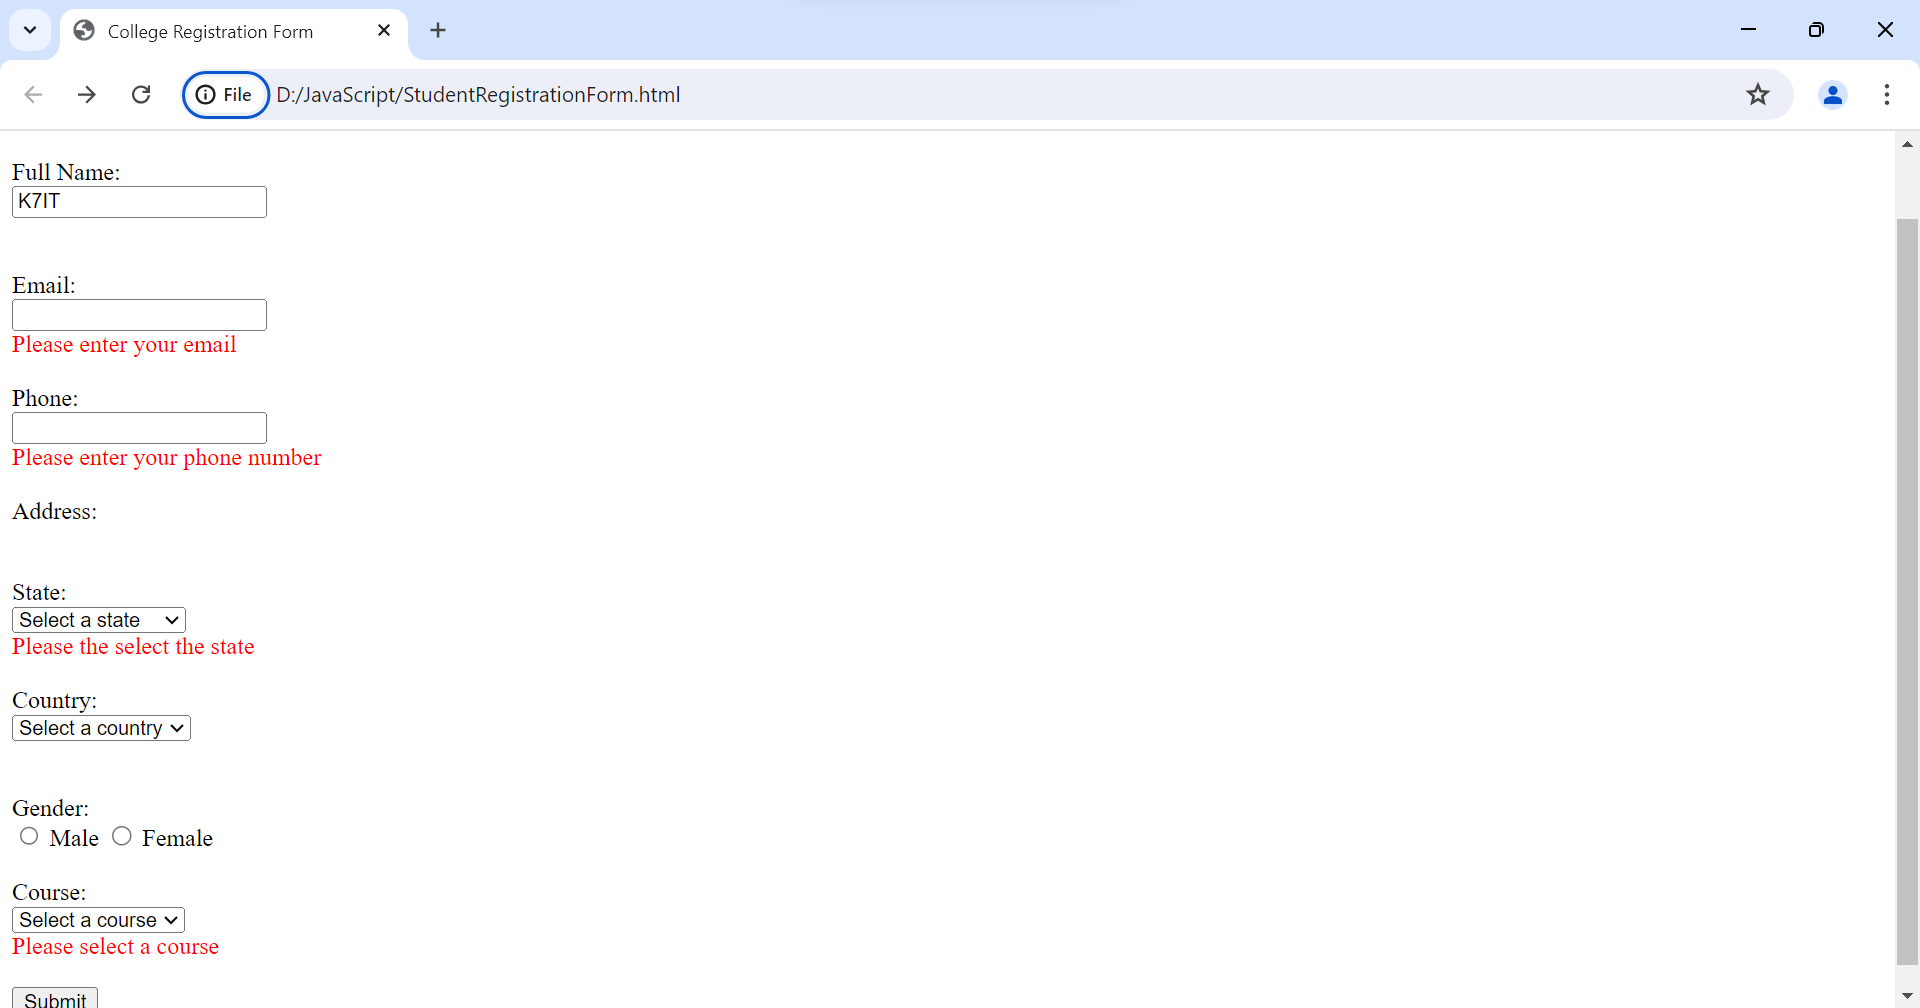 College Registration Form
File D:/JavaScript/StudentRegistrationForm.html
Full Name:
K7IT
Email:
Please enter your email
Phone:
Please enter your phone number
Address:
State:
Select a state
Please the select the state
Country:
Select a country
Gender:
Male Female
Course:
Select a course
Please select a course
Submit